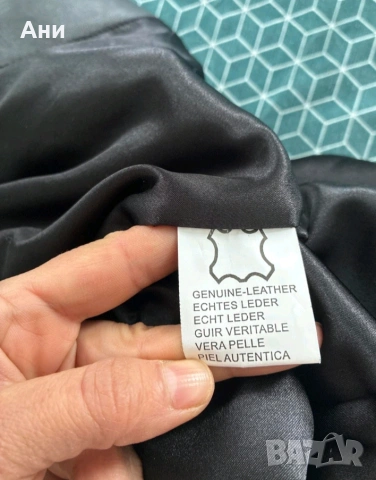 Ани
GENUINE-LEATHER
ECHTES LEDER
ECHT LEDER
GUIR VERITABLE
VERA PELLE
PIEL AUTENTICA
BAZAR